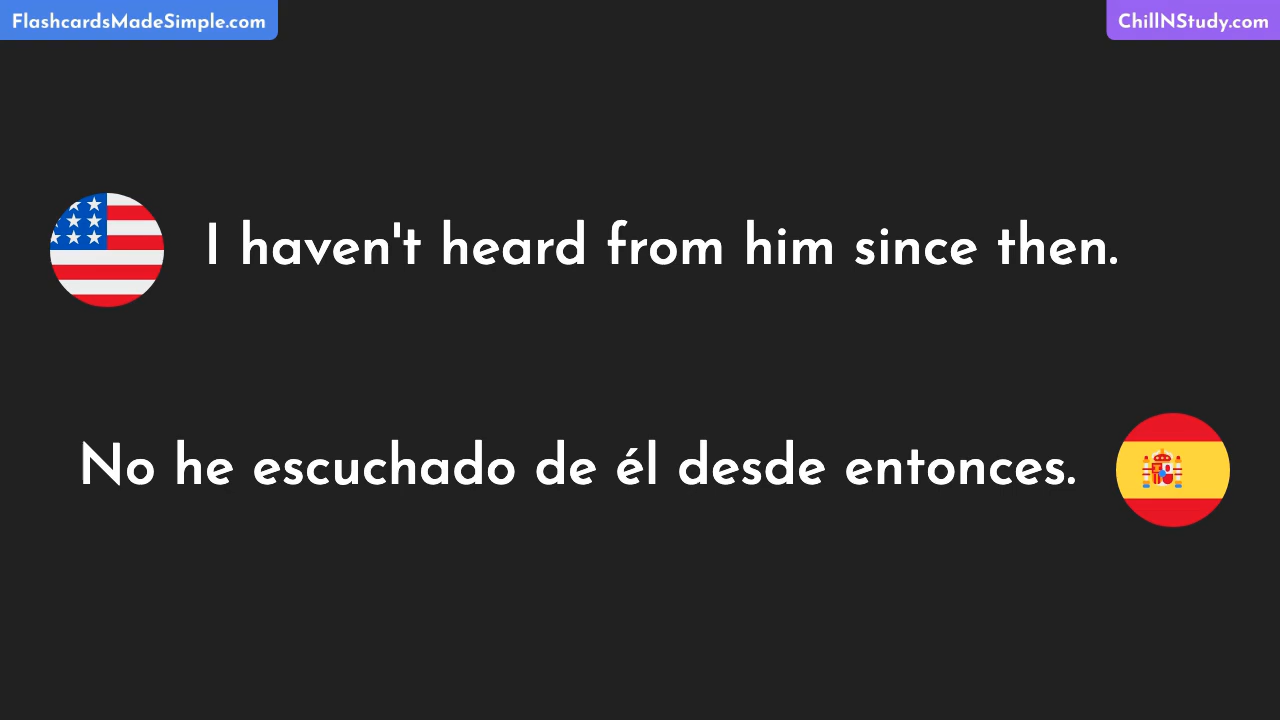 FlashcardsMadeSimple.com
ChillNStudy.com
I haven't heard from him since then.
No he escuchado de él desde entonces.